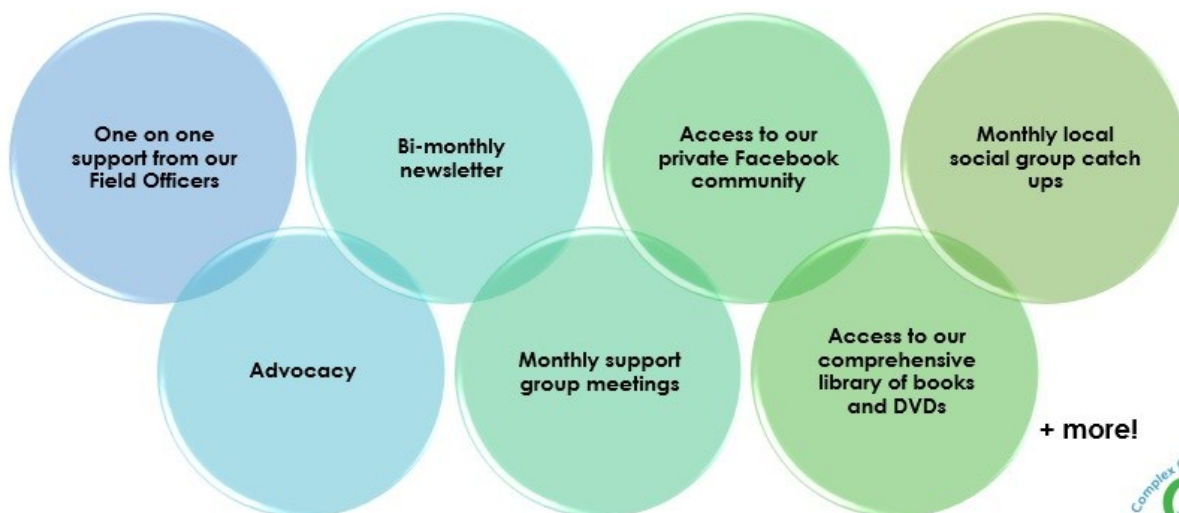 One on one
support from our
Field Officers
Bi-monthly
newsletter
Access to our
private Facebook
community
Monthly local
social group catch
ups
Advocacy
Monthly support
group meetings
Access to our
comprehensive
library of books
and DVDs
+ more!
Complex